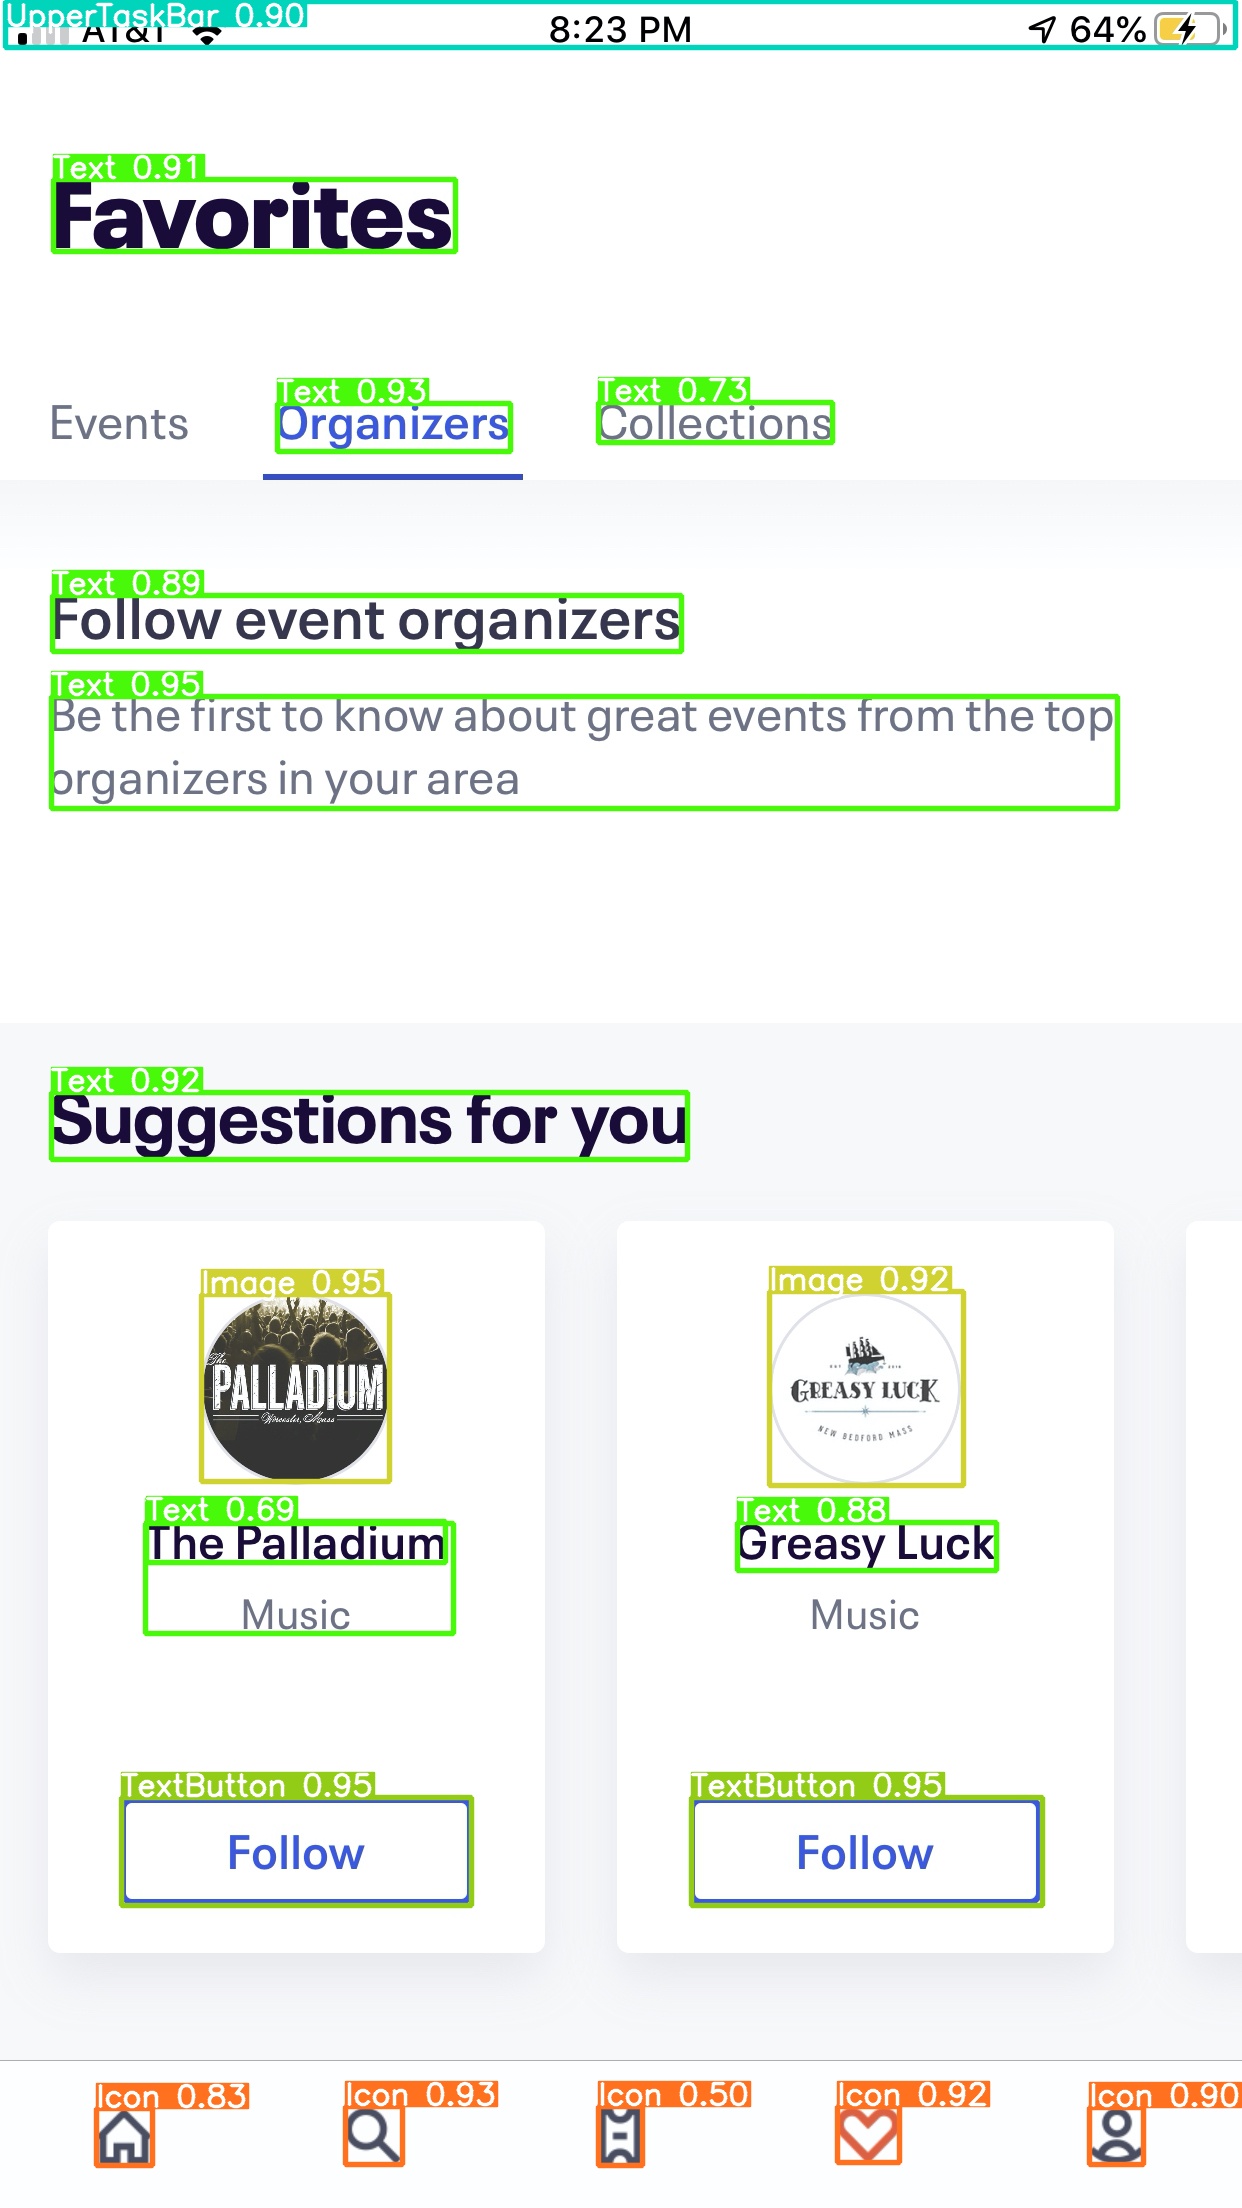 UpperTaskBar 0.90
AT&T 8:23 PM 64%
Text 0.91
Favorites
Text 0.93 Text 0.73
Events Organizers Collections
Text 0.89
Follow event organizers
Text 0.95
Be the first to know about great events from the top
organizers in your area
Text 0.92
Suggestions for you
Image 0.95
The
PALLADIUM
Worcester, Mass
Text 0.69
The Palladium
Music
TextButton 0.95
Follow
Image 0.92
EST 2016
GREASY LUCK
NEW BEDFORD MASS
Text 0.88
Greasy Luck
Music
TextButton 0.95
Follow
Icon 0.83 Icon 0.93 Icon 0.50 Icon 0.92 Icon 0.90